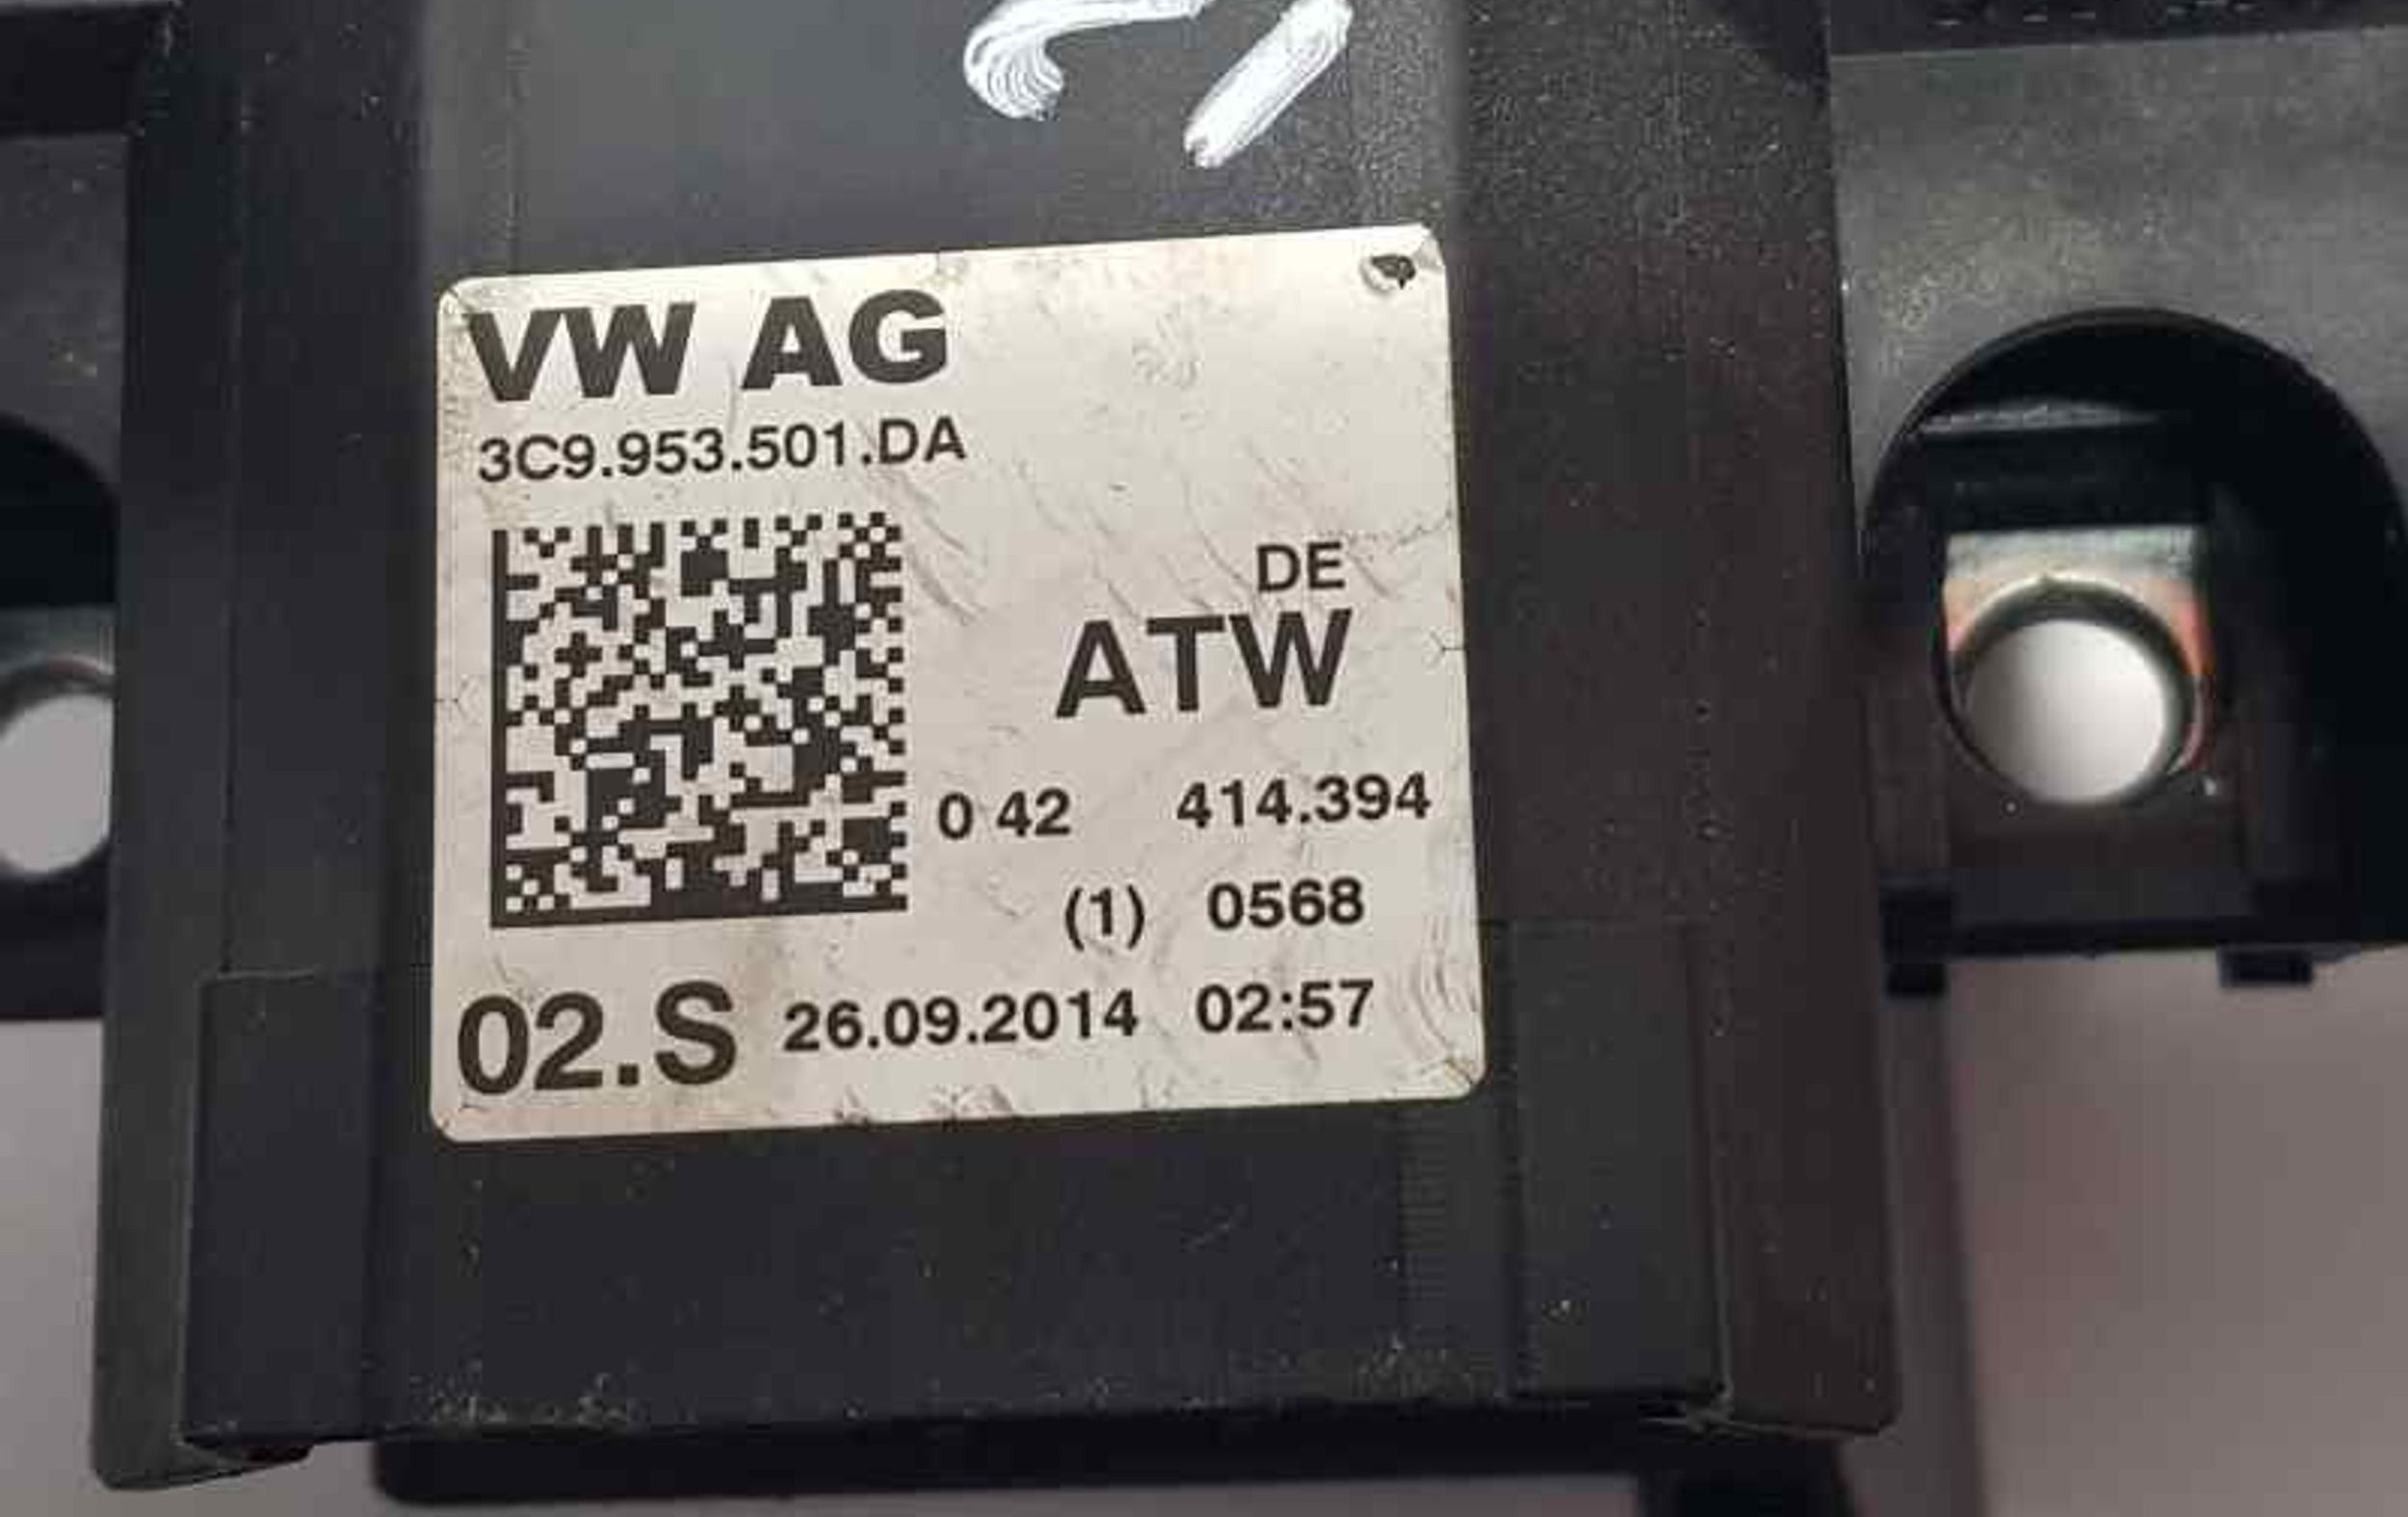 VW AG
3C9.953.501.DA
DE
ATW
0 42 414.394
(1) 0568
02.S 26.09.2014 02:57